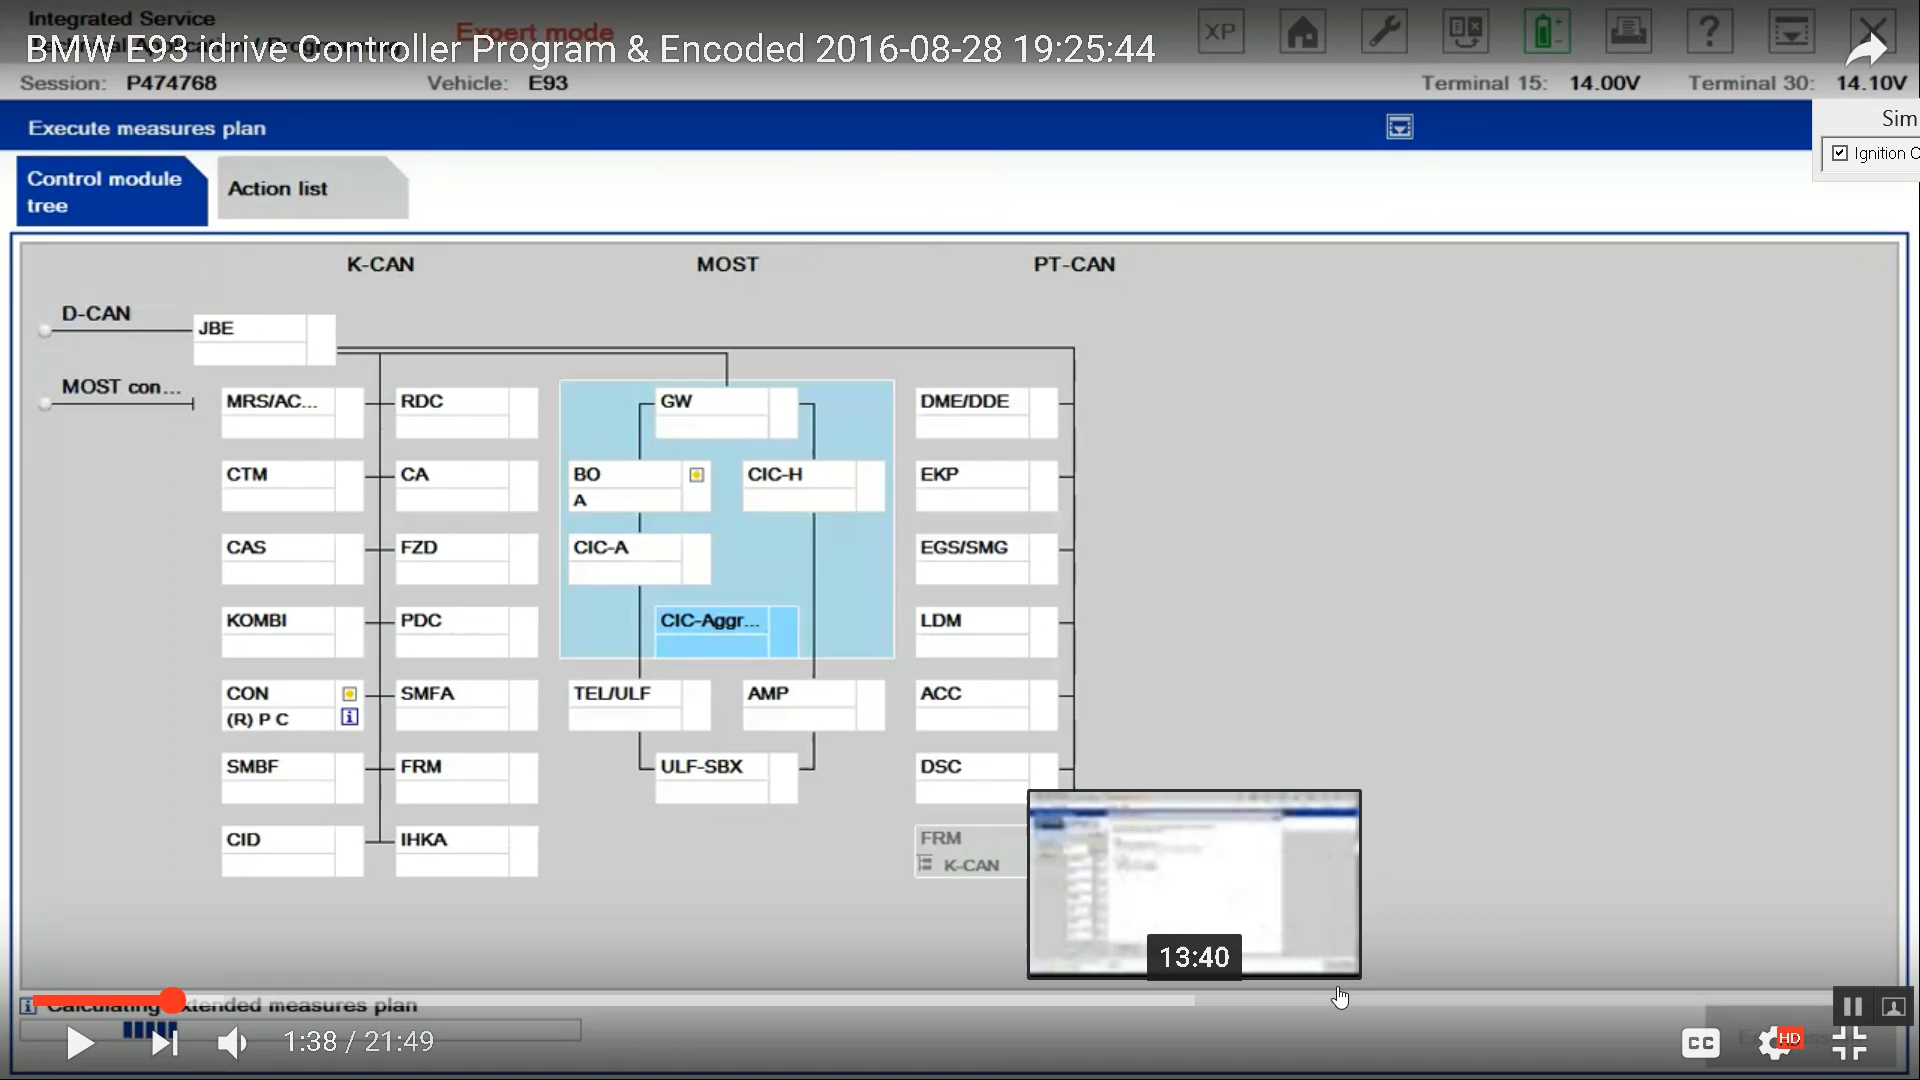 Integrated Service
Expert mode
XP
BMW E93 idrive Controller Program & Encoded 2016-08-28 19:25:44
Session: P474768
Vehicle: E93
Terminal 15: 14.00V
Terminal 30: 14.10V
Execute measures plan
Sim
Ignition
Control module
tree
Action list
K-CAN
MOST
PT-CAN
D-CAN
JBE
MOST con...
MRS/AC...
RDC
GW
DME/DDE
CTM
CA
BO
A
CIC-H
EKP
CAS
FZD
CIC-A
EGS/SMG
KOMBI
PDC
CIC-Aggr...
LDM
CON
(R) P C
SMFA
TEL/ULF
AMP
ACC
SMBF
FRM
ULF-SBX
DSC
CID
IHKA
FRM
K-CAN
13:40
Calculating extended measures plan
1:38 / 21:49
CC
HD